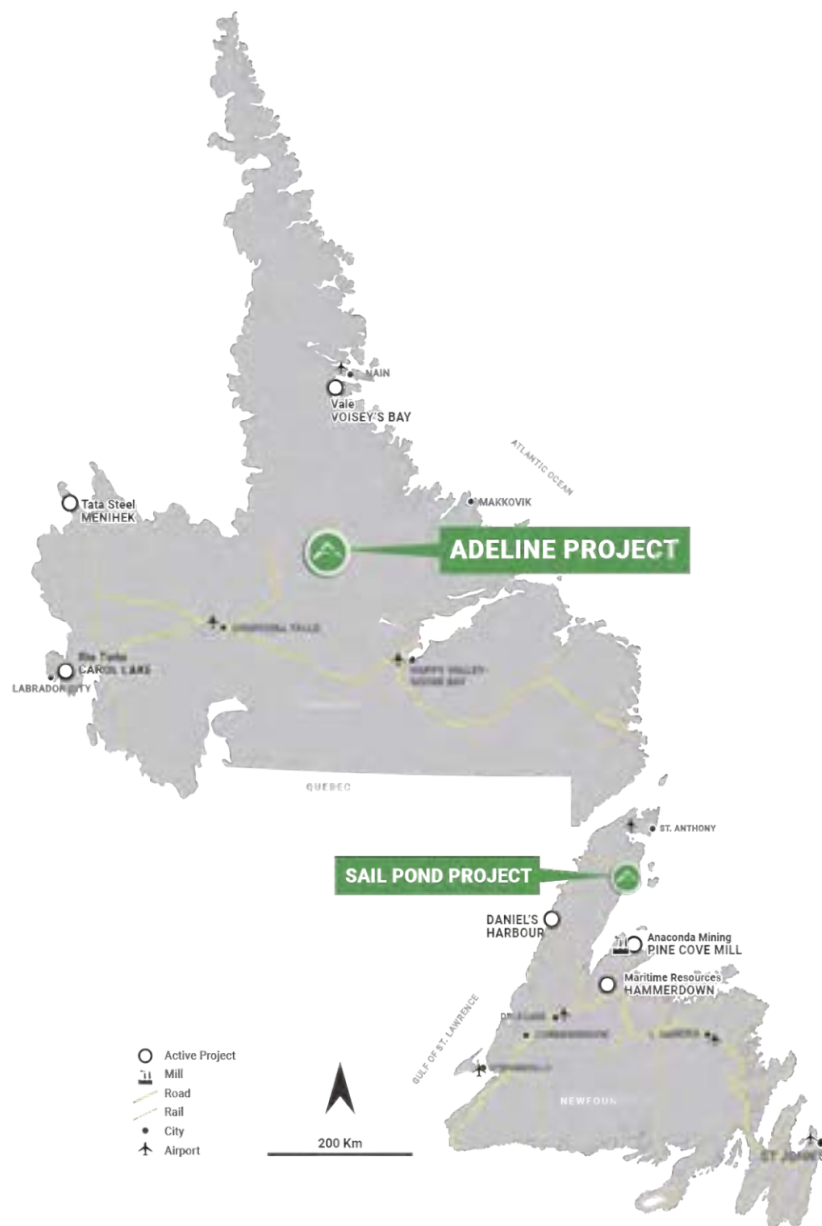 NAIN
Vale
VOISEY'S BAY
ATLANTIC OCEAN
MAKKOVIK
Tata Steel
MENIHEK
ADELINE PROJECT
CHURCHILL FALLS
Rio Tinto
CAROL LAKE
LABRADOR CITY
HAPPY VALLEY-
GOOSE BAY
QUEBEC
ST. ANTHONY
SAIL POND PROJECT
DANIEL'S
HARBOUR
Anaconda Mining
PINE COVE MILL
Maritime Resources
HAMMERDOWN
GULF OF ST. LAWRENCE
DEER LAKE
GANDER
NEWFOUN
ST JOHN'S
Active Project
Mill
Road
Rail
City
Airport
200 Km